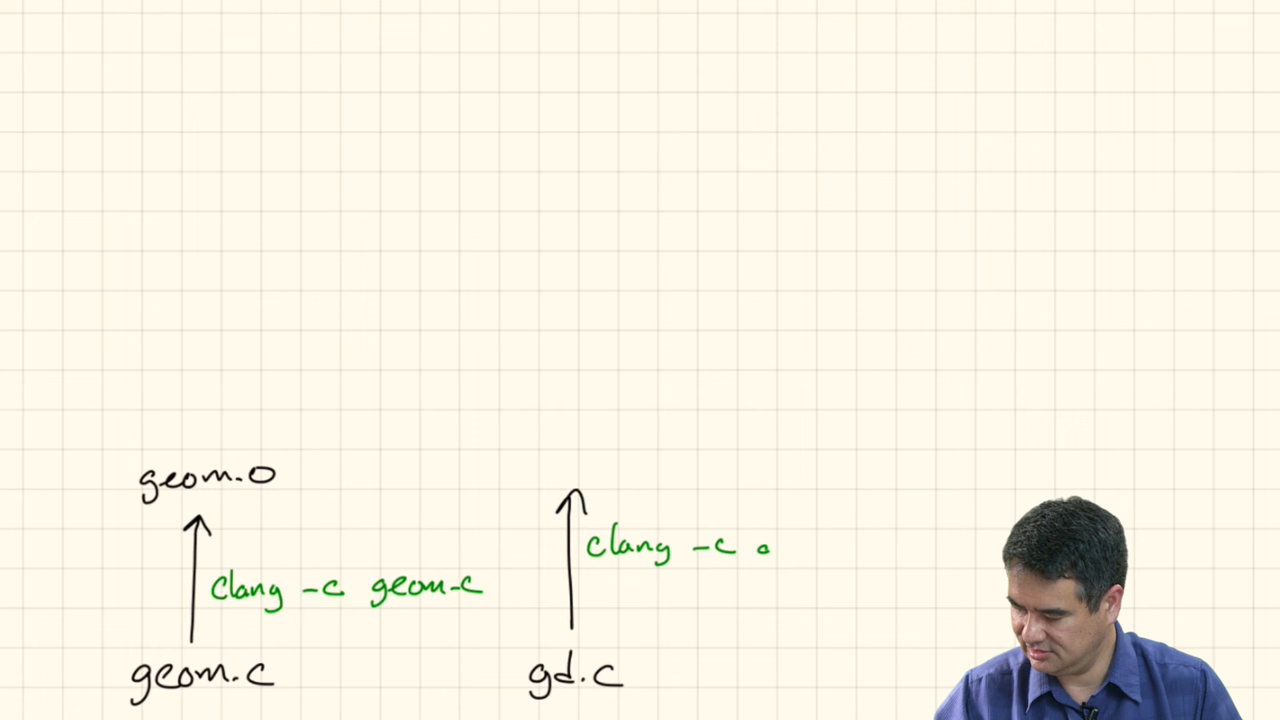 geom.o
clang -c
clang -c geom.c
geom.c
gd.c